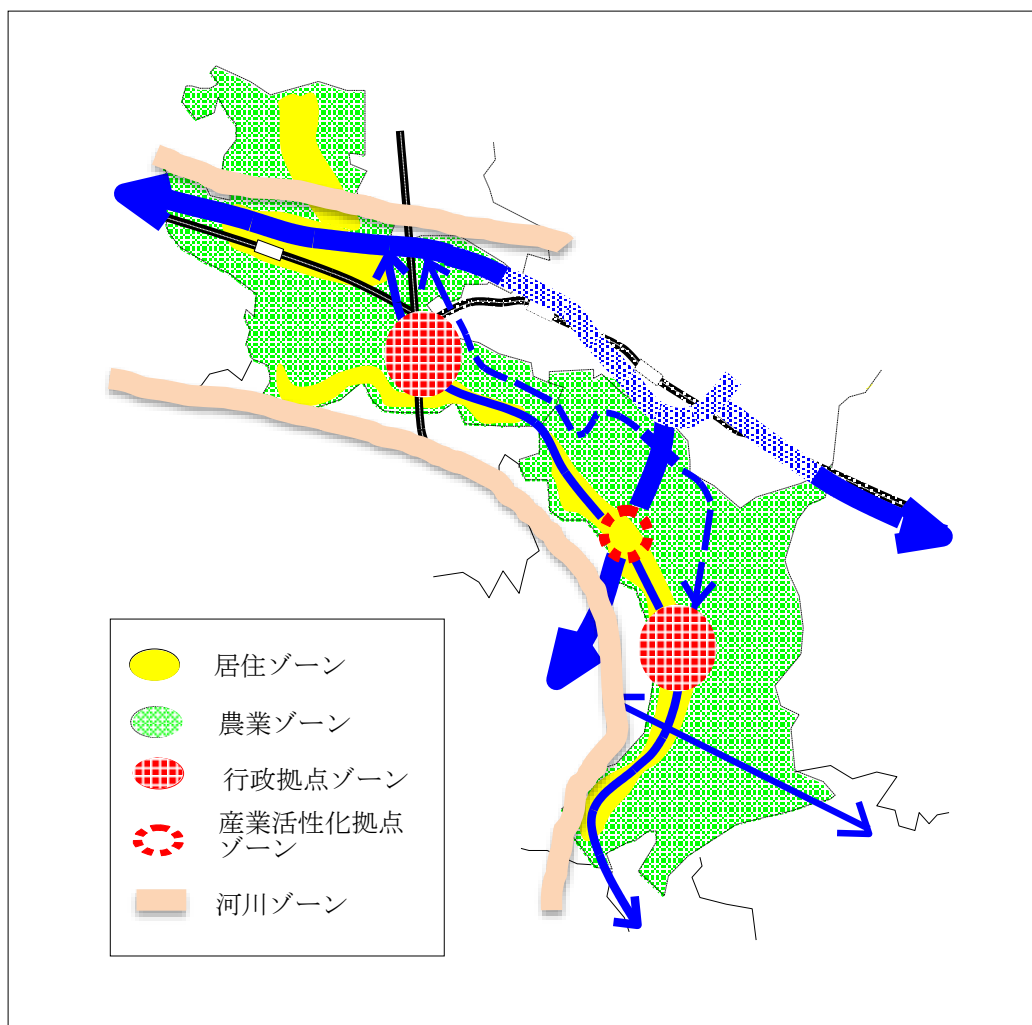 居住ゾーン
農業ゾーン
行政拠点ゾーン
産業活性化拠点
ゾーン
河川ゾーン